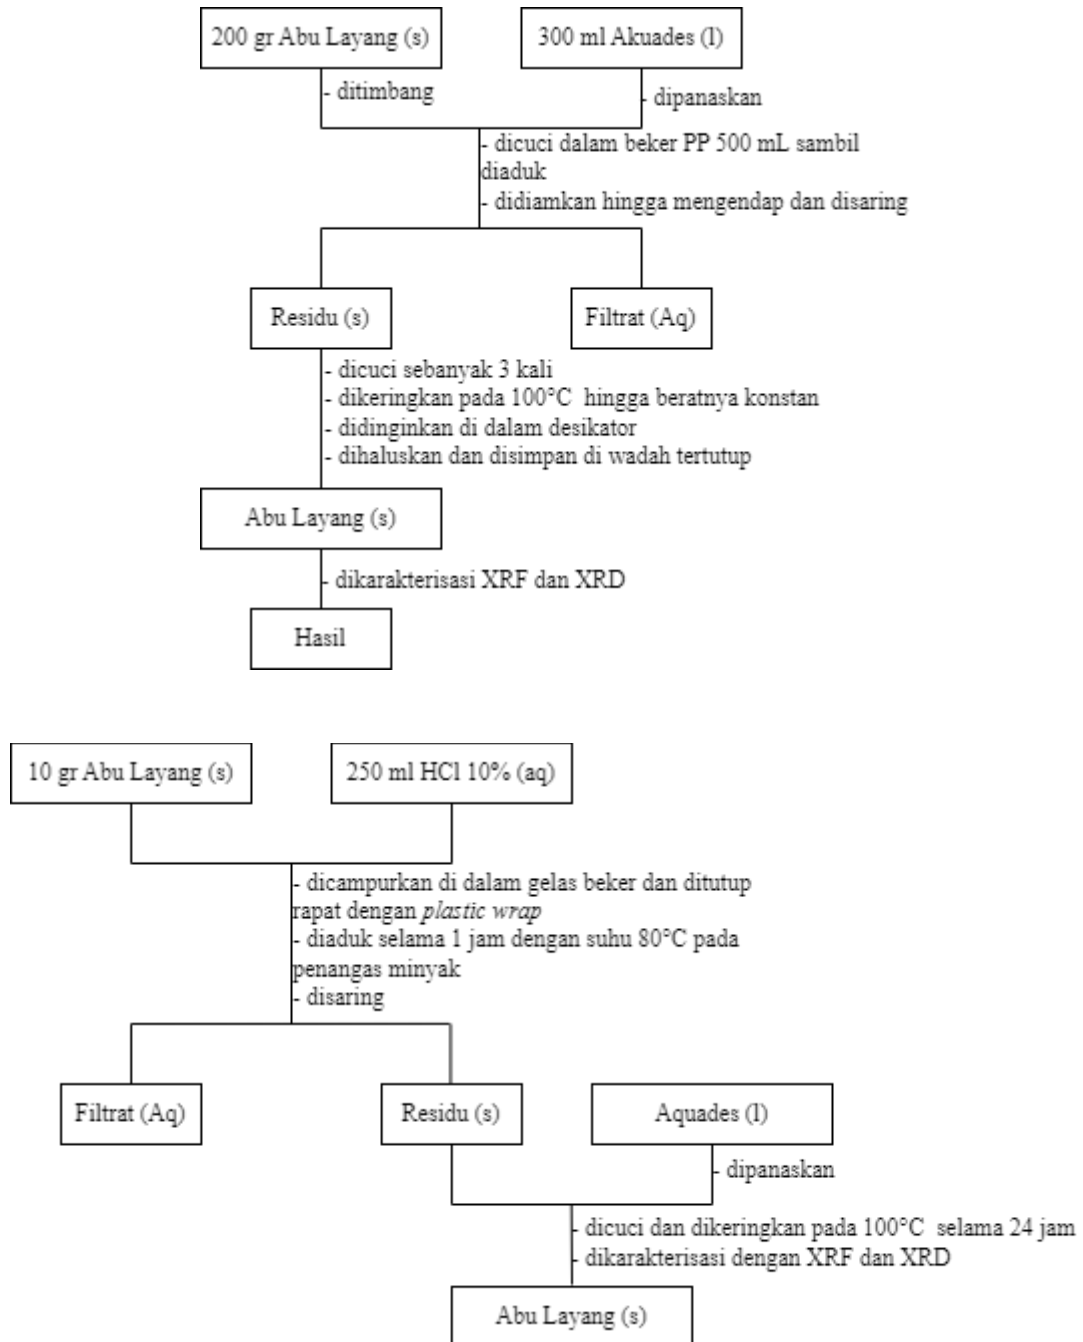 200 gr Abu Layang (s)
300 ml Akuades (l)
- ditimbang
- dipanaskan
- dicuci dalam beker PP 500 mL sambil
diaduk
- didiamkan hingga mengendap dan disaring
Residu (s)
Filtrat (Aq)
- dicuci sebanyak 3 kali
- dikeringkan pada 100°C hingga beratnya konstan
- didinginkan di dalam desikator
- dihaluskan dan disimpan di wadah tertutup
Abu Layang (s)
- dikarakterisasi XRF dan XRD
Hasil
10 gr Abu Layang (s)
250 ml HCl 10% (aq)
- dicampurkan di dalam gelas beker dan ditutup
rapat dengan plastic wrap
- diaduk selama 1 jam dengan suhu 80°C pada
penangas minyak
- disaring
Filtrat (Aq)
Residu (s)
Aquades (l)
- dipanaskan
- dicuci dan dikeringkan pada 100°C selama 24 jam
- dikarakterisasi dengan XRF dan XRD
Abu Layang (s)